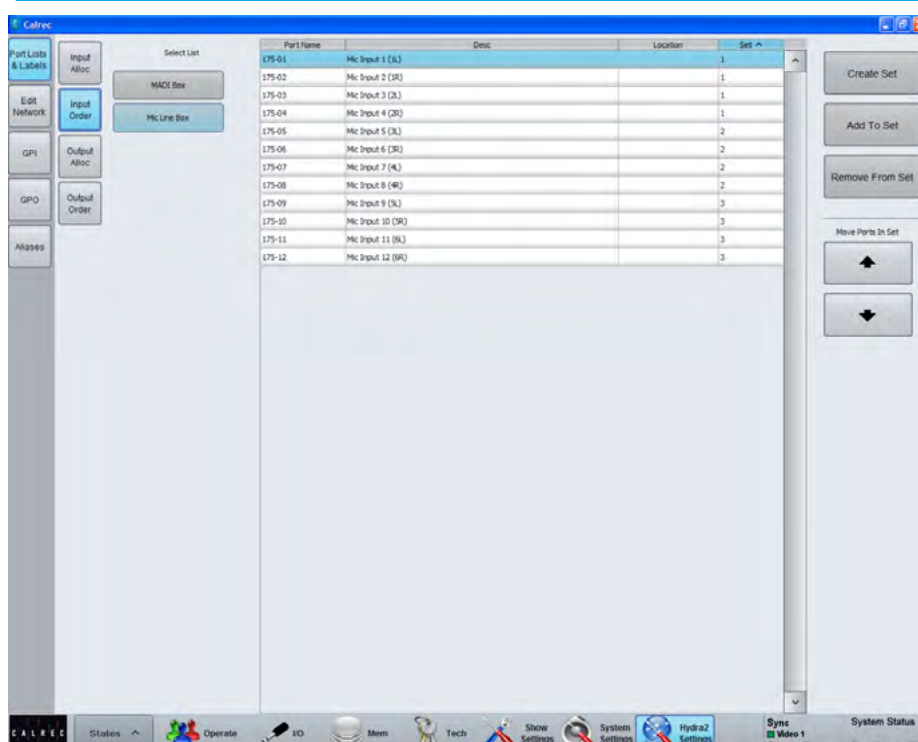 Calrec
Port Lists & Labels
Edit Network
GPI
GPO
Aliases
Input Alloc
Input Order
Output Alloc
Output Order
Select List
MADI Box
Mic Line Box
Port Name Desc Location Set
175-01 Mic Input 1 (1L) 1
175-02 Mic Input 2 (1R) 1
175-03 Mic Input 3 (2L) 1
175-04 Mic Input 4 (2R) 1
175-05 Mic Input 5 (3L) 2
175-06 Mic Input 6 (3R) 2
175-07 Mic Input 7 (4L) 2
175-08 Mic Input 8 (4R) 2
175-09 Mic Input 9 (5L) 3
175-10 Mic Input 10 (5R) 3
175-11 Mic Input 11 (6L) 3
175-12 Mic Input 12 (6R) 3
Create Set
Add To Set
Remove From Set
Move Ports In Set
CALREC
States
Operate
I/O
Mem
Tech
Show Settings
System Settings
Hydra2 Settings
Sync
Video 1
System Status